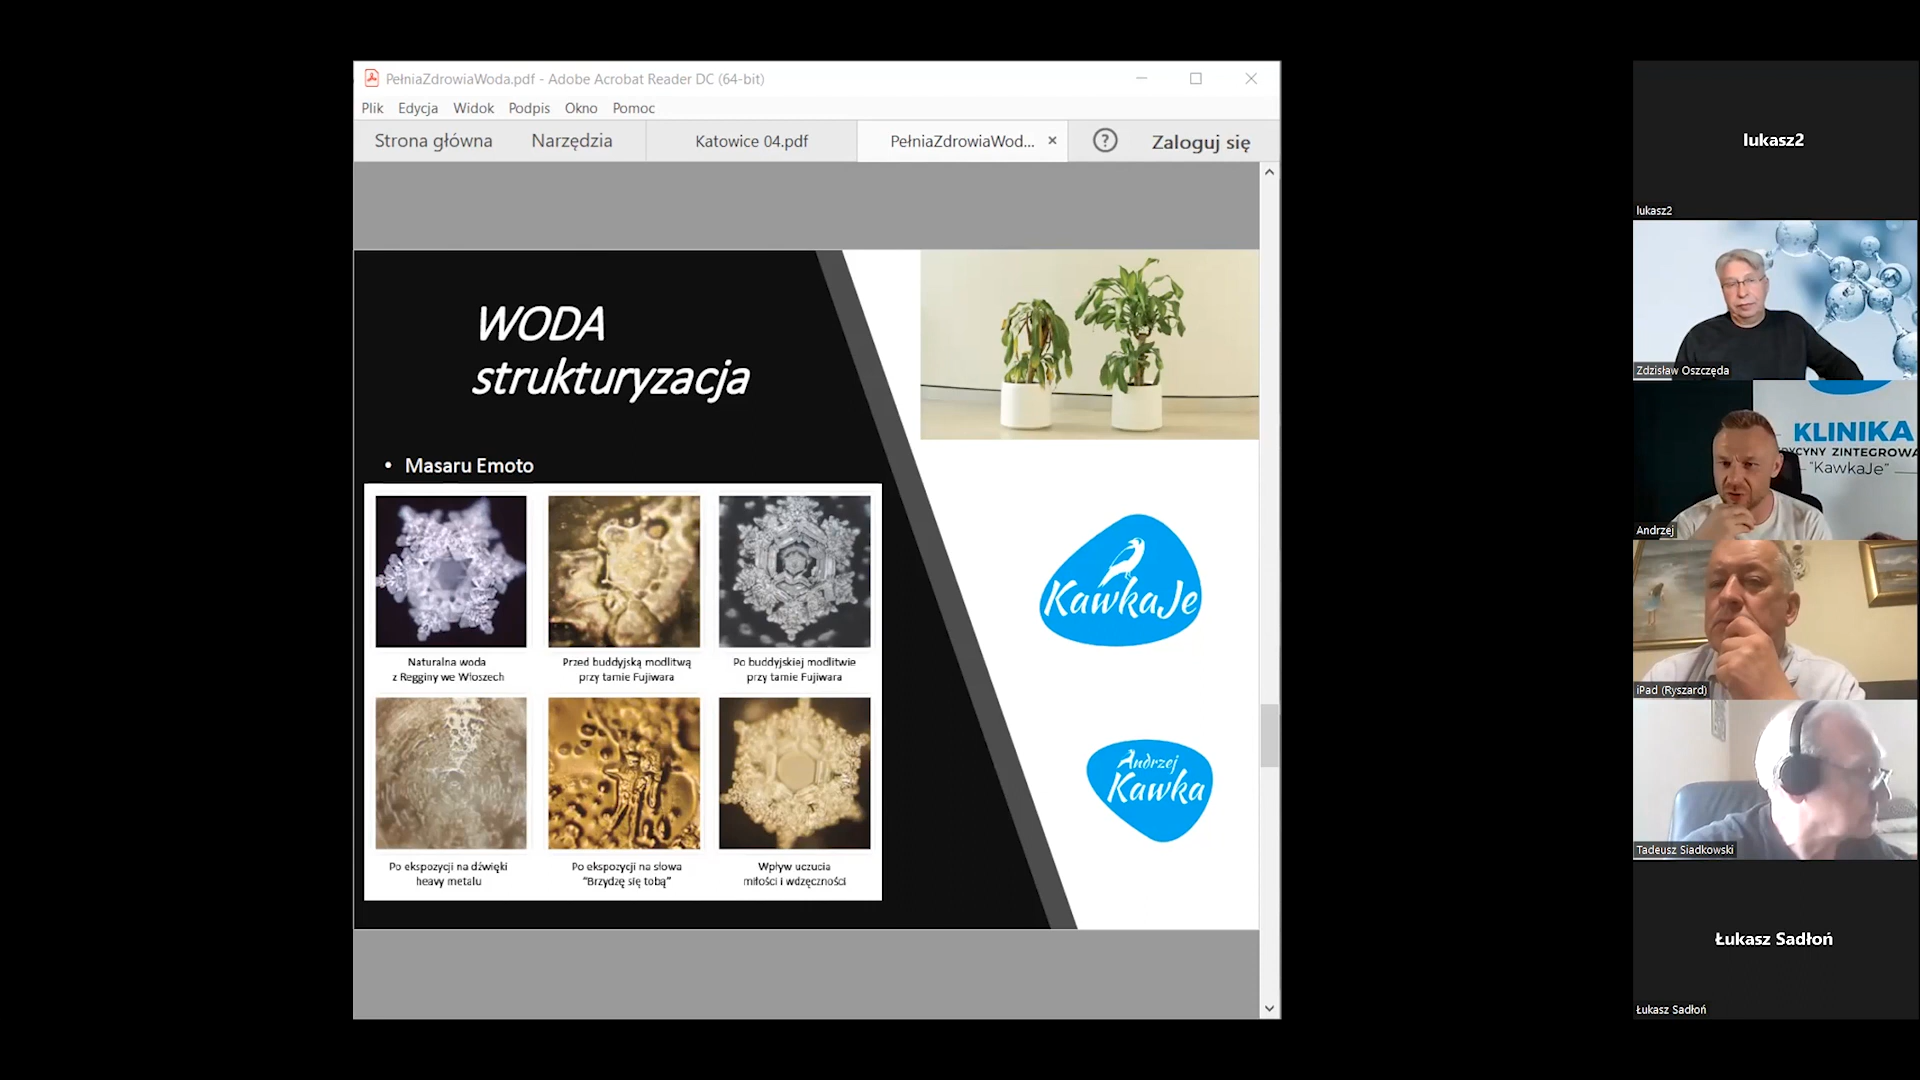 PełniaZdrowiaWoda.pdf - Adobe Acrobat Reader DC (64-bit)
Plik Edycja Widok Podpis Okno Pomoc
Strona główna Narzędzia Katowice 04.pdf PełniaZdrowiaWod... × ? Zaloguj się
WODA
strukturyzacja
• Masaru Emoto
Naturalna woda
z Regginy we Włoszech
Przed buddyjską modlitwą
przy tamie Fujiwara
Po buddyjskiej modlitwie
przy tamie Fujiwara
Po ekspozycji na dźwięki
heavy metalu
Po ekspozycji na słowa
"Brzydzę się tobą"
Wpływ uczucia
miłości i wdzęczności
KawkaJe
Andrzej
Kawka
lukasz2
lukasz2
Zdzisław Oszczęda
KLINIKA
DYCYNY ZINTEGROWA
"KawkaJe"
Andrzej
iPad (Ryszard)
Tadeusz Siadkowski
Łukasz Sadłoń
Łukasz Sadłoń